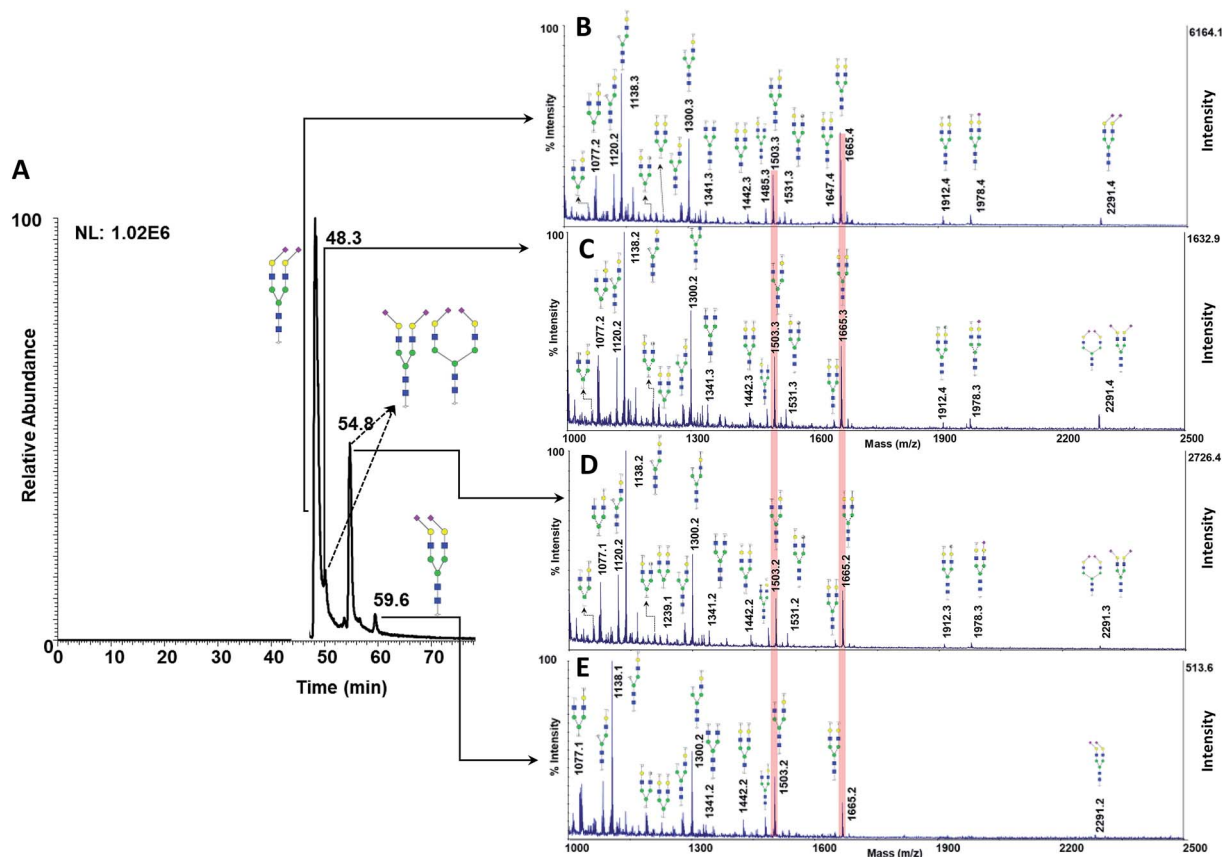 A
100
NL: 1.02E6
48.3
54.8
59.6
Relative Abundance
0
0 10 20 30 40 50 60 70
Time (min)
B
100
6164.1
% Intensity
Intensity
1077.2
1120.2
1138.3
1300.3
1341.3
1442.3
1485.3
1503.3
1531.3
1647.4
1665.4
1912.4
1978.4
2291.4
C
100
1632.9
% Intensity
Intensity
1077.2
1120.2
1138.2
1300.2
1341.3
1442.3
1503.3
1531.3
1665.3
1912.4
1978.3
2291.4
1000 1300 1600 1900 2200 2500
Mass (m/z)
D
100
2726.4
% Intensity
Intensity
1077.1
1120.2
1138.2
1239.1
1300.2
1341.2
1442.2
1503.2
1531.2
1665.2
1912.3
1978.3
2291.3
E
100
513.6
% Intensity
Intensity
1077.1
1138.1
1300.2
1341.2
1442.2
1503.2
1665.2
2291.2
1000 1300 1600 1900 2200 2500
Mass (m/z)